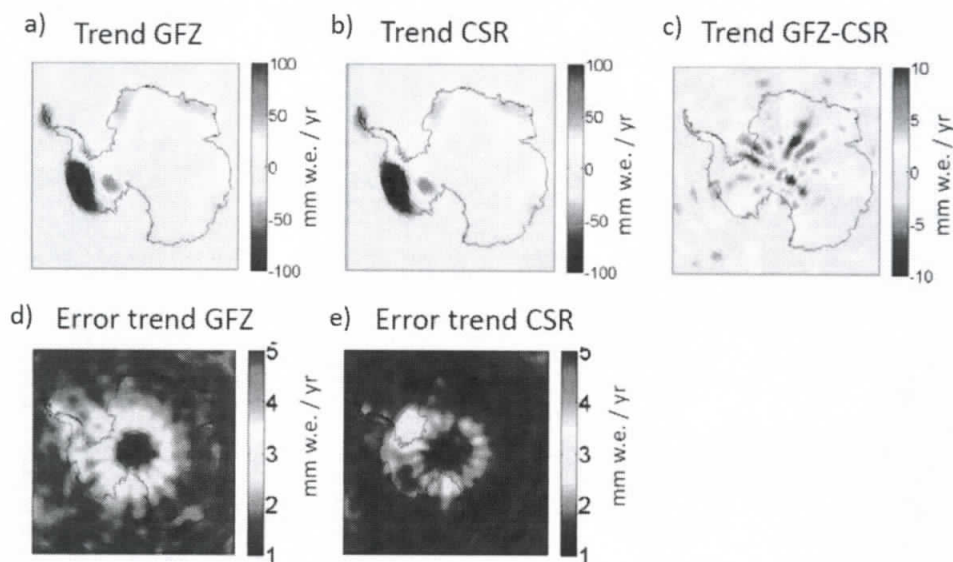 a) Trend GFZ
b) Trend CSR
c) Trend GFZ-CSR
100
50
0
-50
-100
mm w.e. / yr
100
50
0
-50
-100
mm w.e. / yr
10
5
0
-5
-10
mm w.e. / yr
d) Error trend GFZ
e) Error trend CSR
5
4
3
2
1
mm w.e. / yr
5
4
3
2
1
mm w.e. / yr